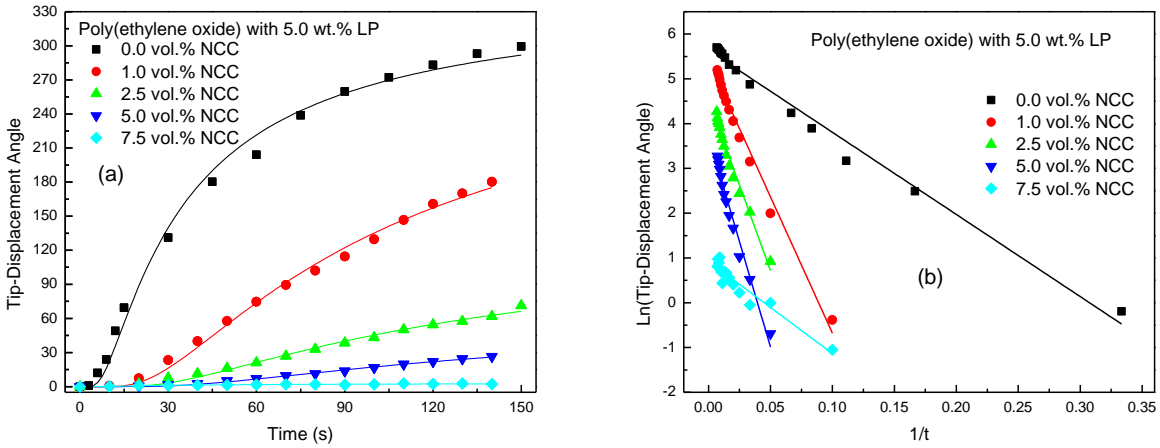 Poly(ethylene oxide) with 5.0 wt.% LP
0.0 vol.% NCC
1.0 vol.% NCC
2.5 vol.% NCC
5.0 vol.% NCC
7.5 vol.% NCC
(a)
Tip-Displacement Angle
330
300
270
240
210
180
150
120
90
60
30
0
0 30 60 90 120 150
Time (s)
Poly(ethylene oxide) with 5.0 wt.% LP
0.0 vol.% NCC
1.0 vol.% NCC
2.5 vol.% NCC
5.0 vol.% NCC
7.5 vol.% NCC
(b)
Ln(Tip-Displacement Angle)
6
5
4
3
2
1
0
-1
-2
0.00 0.05 0.10 0.15 0.20 0.25 0.30 0.35
1/t